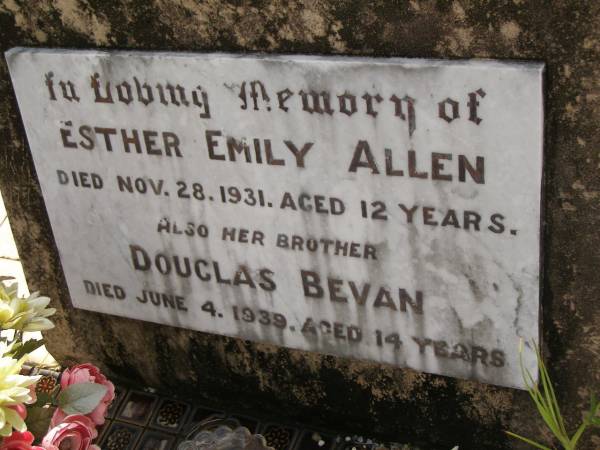 In Loving Memory of
ESTHER EMILY ALLEN
DIED NOV. 28. 1931. AGED 12 YEARS.
ALSO HER BROTHER
DOUGLAS BEVAN
DIED JUNE 4. 1939. AGED 14 YEARS